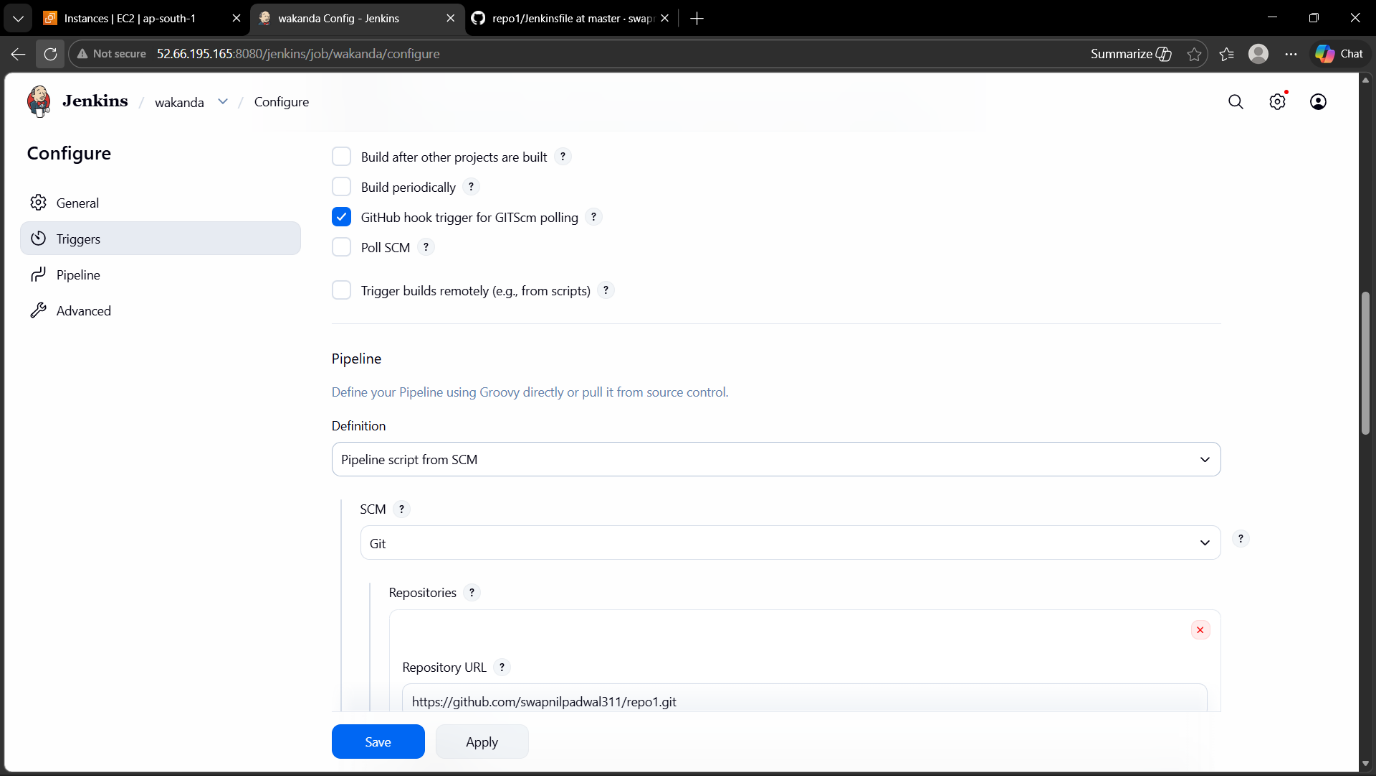 Instances | EC2 | ap-south-1
wakanda Config - Jenkins
repo1/Jenkinsfile at master · swap
Not secure
52.66.195.165:8080/jenkins/job/wakanda/configure
Summarize
Chat
Jenkins / wakanda / Configure
Configure
General
Triggers
Pipeline
Advanced
Build after other projects are built ?
Build periodically ?
GitHub hook trigger for GITScm polling ?
Poll SCM ?
Trigger builds remotely (e.g., from scripts) ?
Pipeline
Define your Pipeline using Groovy directly or pull it from source control.
Definition
Pipeline script from SCM
SCM ?
Git
?
Repositories ?
Repository URL ?
https://github.com/swapnilpadwal311/repo1.git
Save
Apply